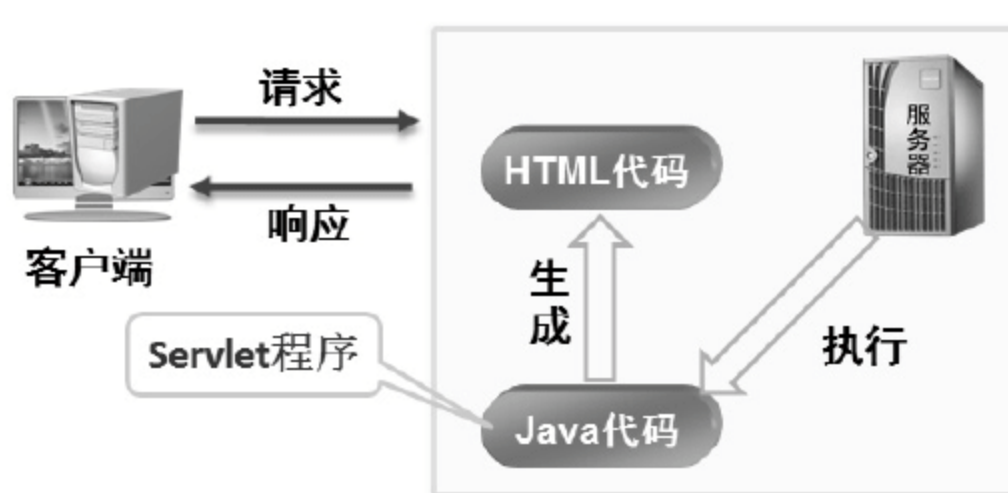 请求
响应
客户端
服务器
HTML代码
生成
执行
Servlet程序
Java代码